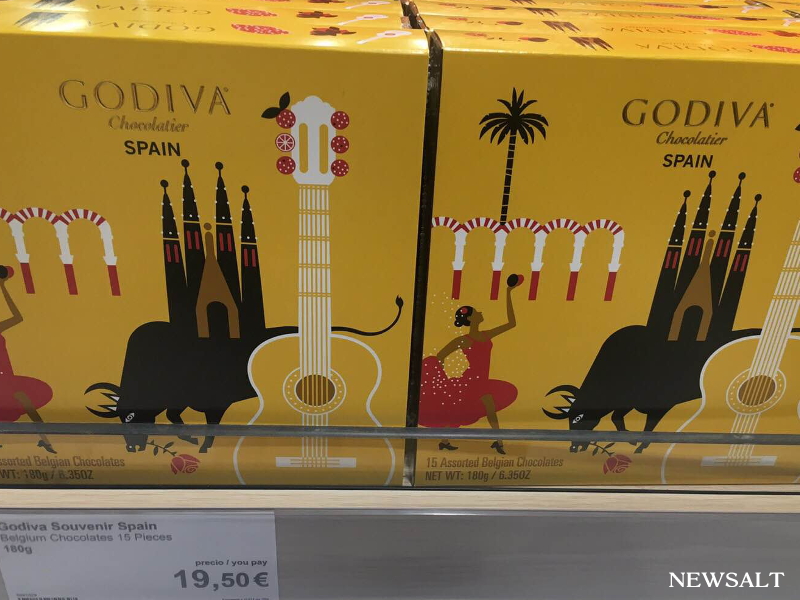 GODIVA
Chocolatier
SPAIN
GODIVA
Chocolatier
SPAIN
Assorted Belgian Chocolates
WT: 180g / 6.35OZ
15 Assorted Belgian Chocolates
NET WT: 180g / 6.35OZ
Godiva Souvenir Spain
Belgium Chocolates 15 Pieces
180g
precio / you pay
19,50 €
NEWSALT